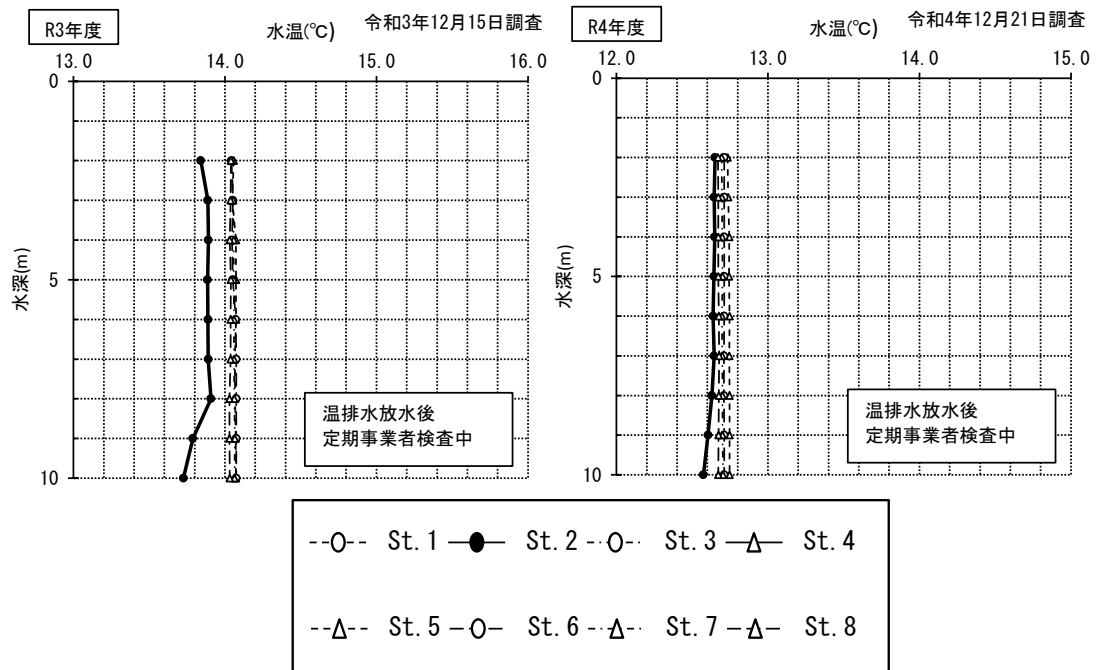 R3年度
水温(℃)
令和3年12月15日調査
13.0 14.0 15.0 16.0
0
5
10
水深(m)
温排水放水後
定期事業者検査中
R4年度
水温(℃)
令和4年12月21日調査
12.0 13.0 14.0 15.0
0
5
10
水深(m)
温排水放水後
定期事業者検査中
St.1 St.2 St.3 St.4
St.5 St.6 St.7 St.8